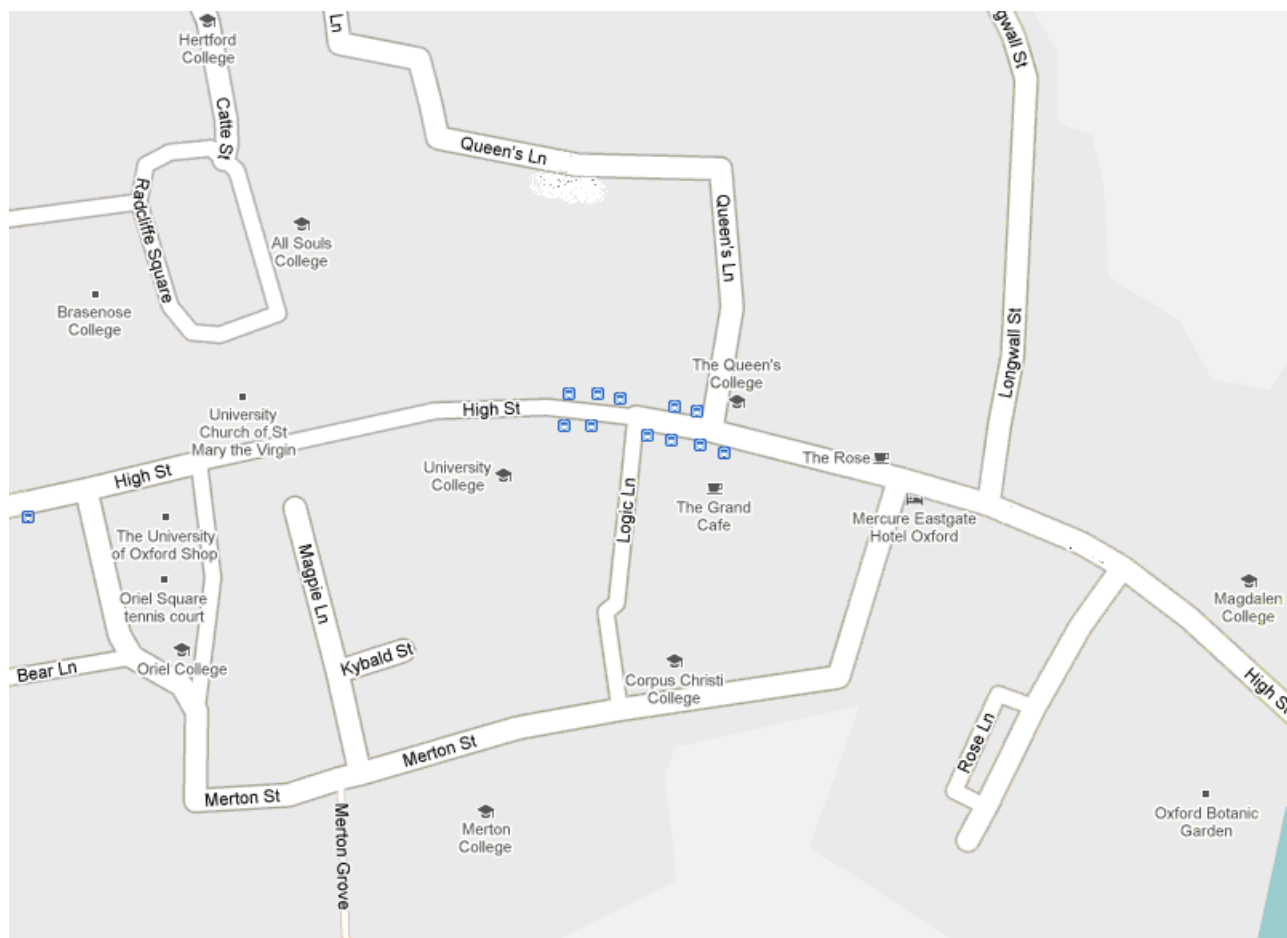 Ln
gwall St
Hertford
College
Catte St
Queen's Ln
Radcliffe Square
Queen's Ln
All Souls
College
Brasenose
College
Longwall St
The Queen's
College
High St
University
Church of St
Mary the Virgin
High St
University
College
The Rose
Logic Ln
The Grand
Cafe
Mercure Eastgate
Hotel Oxford
The University
of Oxford Shop
Magpie Ln
Oriel Square
tennis court
Magdalen
College
Bear Ln
Oriel College
Kybald St
Corpus Christi
College
High St
Rose Ln
Merton St
Merton St
Merton Grove
Merton
College
Oxford Botanic
Garden